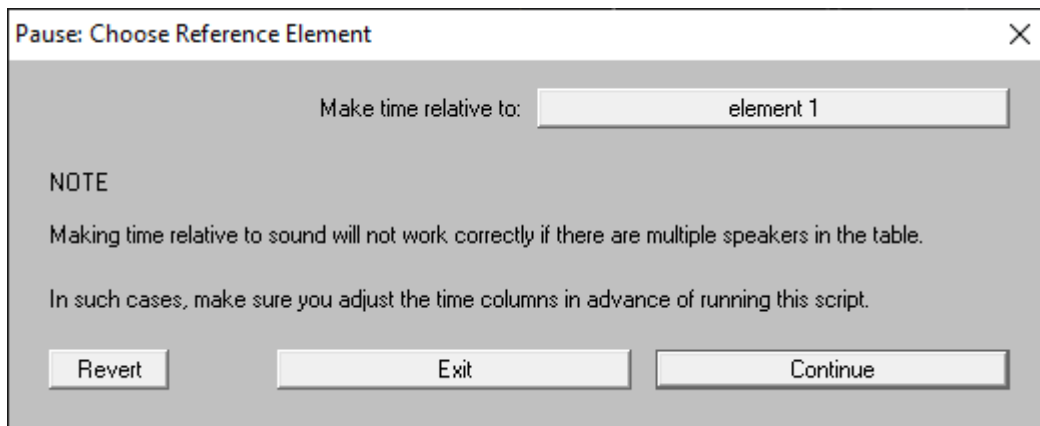 Pause: Choose Reference Element
Make time relative to: element 1
NOTE
Making time relative to sound will not work correctly if there are multiple speakers in the table.
In such cases, make sure you adjust the time columns in advance of running this script.
Revert Exit Continue